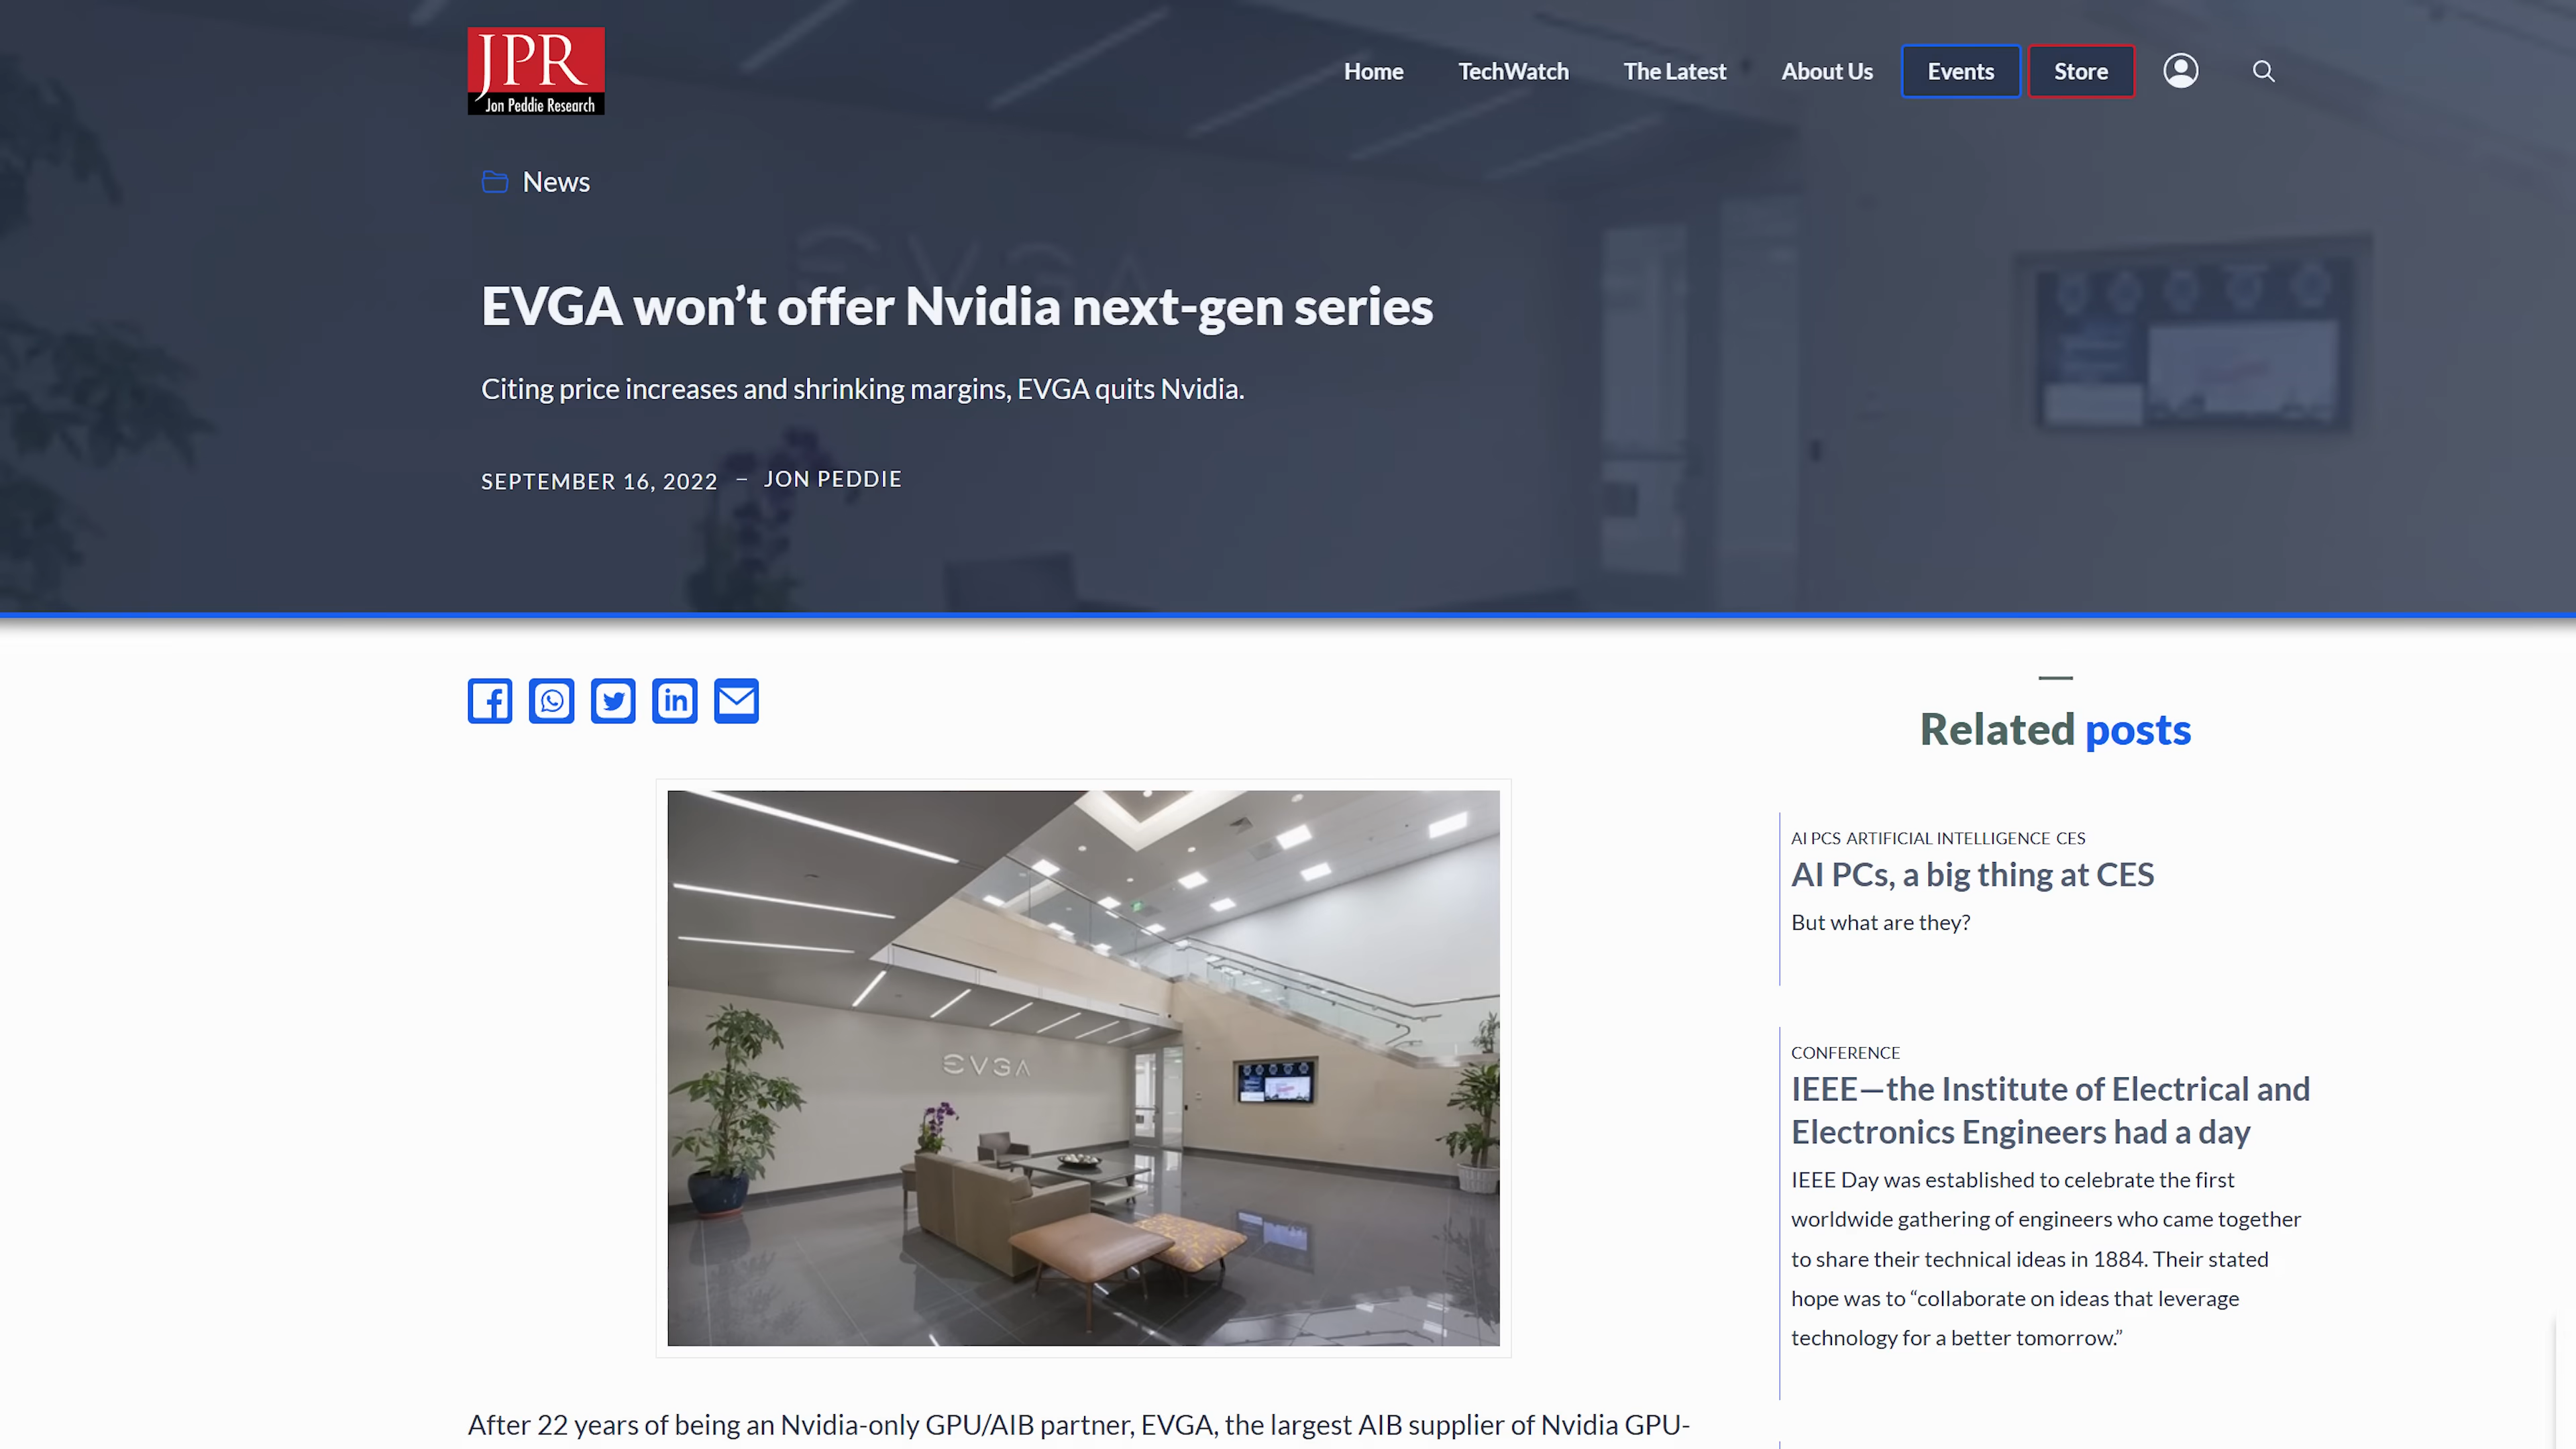 JPR
Jon Peddie Research
Home
TechWatch
The Latest
About Us
Events
Store
News
EVGA won’t offer Nvidia next-gen series
Citing price increases and shrinking margins, EVGA quits Nvidia.
SEPTEMBER 16, 2022 – JON PEDDIE
EVGA
Related posts
AI PCS ARTIFICIAL INTELLIGENCE CES
AI PCs, a big thing at CES
But what are they?
CONFERENCE
IEEE—the Institute of Electrical and
Electronics Engineers had a day
IEEE Day was established to celebrate the first
worldwide gathering of engineers who came together
to share their technical ideas in 1884. Their stated
hope was to “collaborate on ideas that leverage
technology for a better tomorrow.”
After 22 years of being an Nvidia-only GPU/AIB partner, EVGA, the largest AIB supplier of Nvidia GPU-